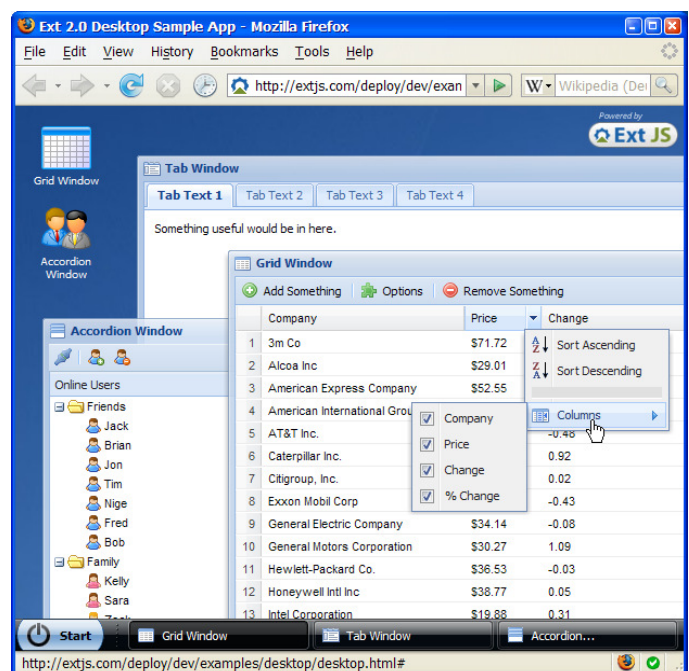 Ext 2.0 Desktop Sample App - Mozilla Firefox
File Edit View History Bookmarks Tools Help
http://extjs.com/deploy/dev/exan
W Wikipedia (De
Powered by
Ext JS
Grid Window
Accordion
Window
Tab Window
Tab Text 1 Tab Text 2 Tab Text 3 Tab Text 4
Something useful would be in here.
Grid Window
Add Something Options Remove Something
Company Price Change
1 3m Co $71.72
2 Alcoa Inc $29.01
3 American Express Company $52.55
4 American International Grou
5 AT&T Inc. -0.48
6 Caterpillar Inc. 0.92
7 Citigroup, Inc. 0.02
8 Exxon Mobil Corp -0.43
9 General Electric Company $34.14 -0.08
10 General Motors Corporation $30.27 1.09
11 Hewlett-Packard Co. $36.53 -0.03
12 Honeywell Intl Inc $38.77 0.05
13 Intel Corporation $19.88 0.31
A Z Sort Ascending
Z A Sort Descending
Columns
Company
Price
Change
% Change
Accordion Window
Online Users
Friends
Jack
Brian
Jon
Tim
Nige
Fred
Bob
Family
Kelly
Sara
Start Grid Window Tab Window Accordion...
http://extjs.com/deploy/dev/examples/desktop/desktop.html#